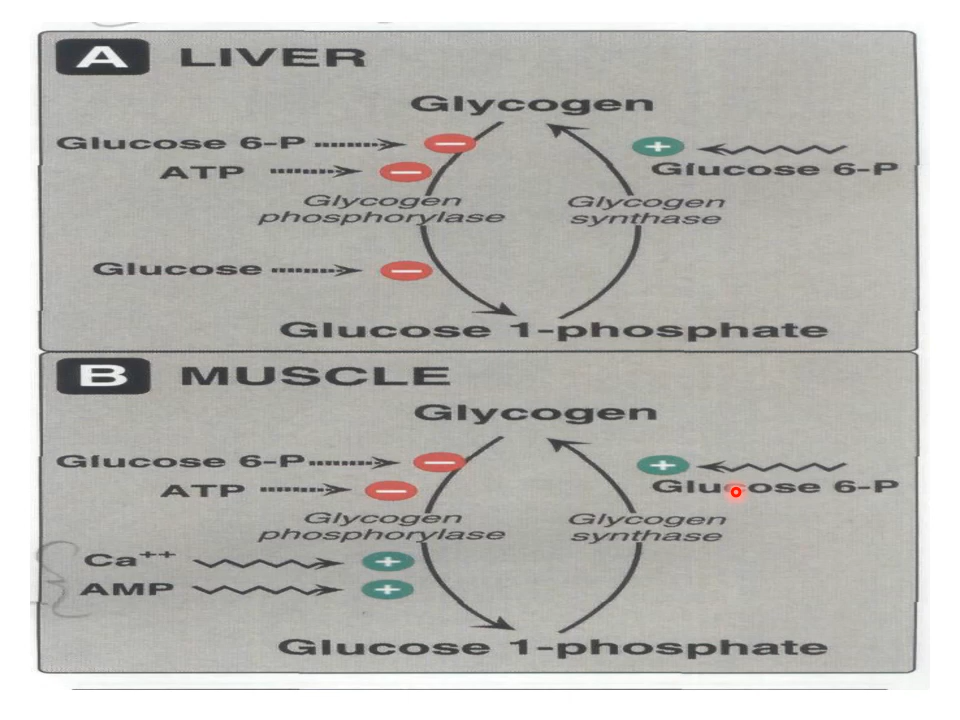 A LIVER
Glycogen
Glucose 6-P
Glucose 6-P
ATP
Glycogen
phosphorylase
Glycogen
synthase
Glucose
Glucose 1-phosphate
B MUSCLE
Glycogen
Glucose 6-P
Glucose 6-P
ATP
Glycogen
phosphorylase
Glycogen
synthase
Ca++
AMP
Glucose 1-phosphate